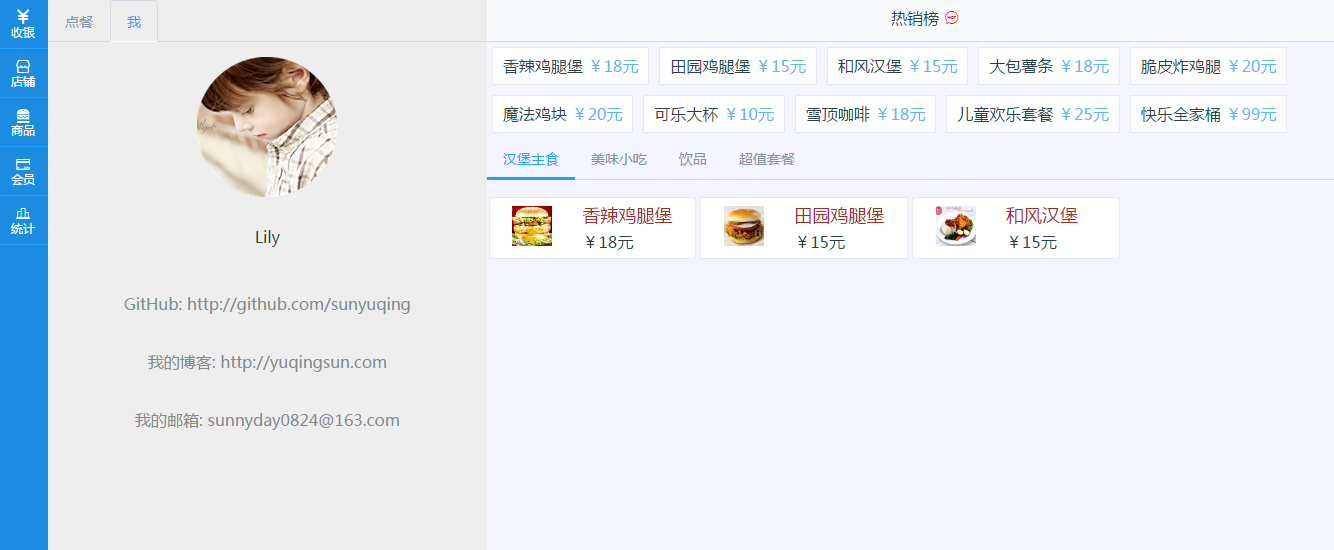 收银
店铺
商品
会员
统计
点餐 我
Lily
GitHub: http://github.com/sunyuqing
我的博客: http://yuqingsun.com
我的邮箱: sunnyday0824@163.com
热销榜
香辣鸡腿堡 ￥18元 田园鸡腿堡 ￥15元 和风汉堡 ￥15元 大包薯条 ￥18元 脆皮炸鸡腿 ￥20元
魔法鸡块 ￥20元 可乐大杯 ￥10元 雪顶咖啡 ￥18元 儿童欢乐套餐 ￥25元 快乐全家桶 ￥99元
汉堡主食 美味小吃 饮品 超值套餐
香辣鸡腿堡 田园鸡腿堡 和风汉堡
￥18元 ￥15元 ￥15元